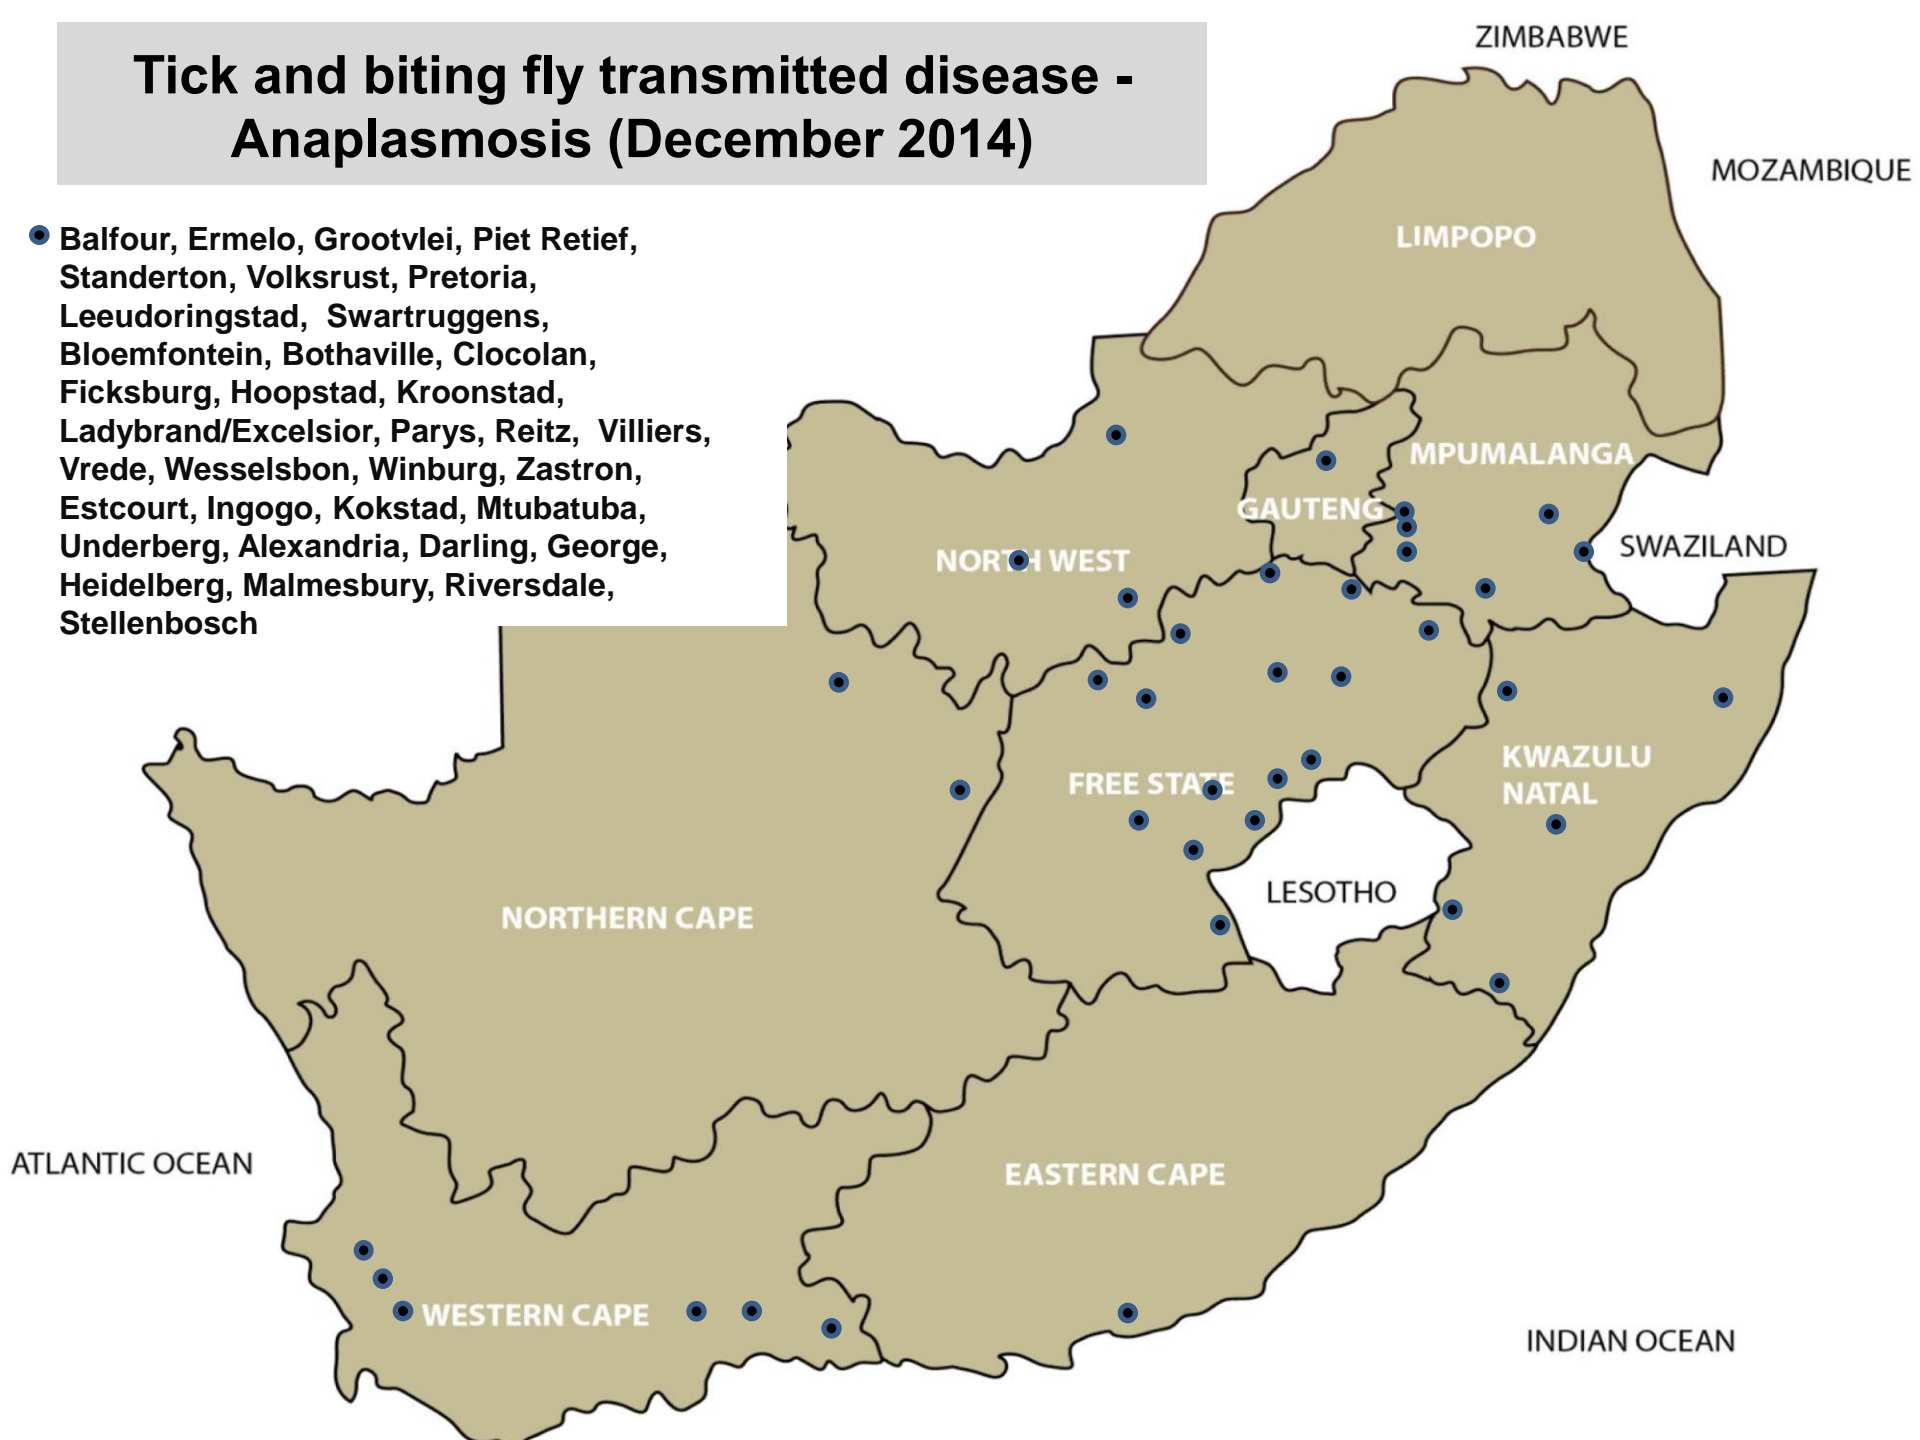 Tick and biting fly transmitted disease -
Anaplasmosis (December 2014)
Balfour, Ermelo, Grootvlei, Piet Retief,
Standerton, Volksrust, Pretoria,
Leeudoringstad,  Swartruggens,
Bloemfontein, Bothaville, Clocolan,
Ficksburg, Hoopstad, Kroonstad,
Ladybrand/Excelsior, Parys, Reitz,  Villiers,
Vrede, Wesselsbon, Winburg, Zastron,
Estcourt, Ingogo, Kokstad, Mtubatuba,
Underberg, Alexandria, Darling, George,
Heidelberg, Malmesbury, Riversdale,
Stellenbosch
ZIMBABWE
MOZAMBIQUE
LIMPOPO
MPUMALANGA
GAUTENG
SWAZILAND
NORTH WEST
KWAZULU
NATAL
FREE STATE
LESOTHO
NORTHERN CAPE
ATLANTIC OCEAN
EASTERN CAPE
WESTERN CAPE
INDIAN OCEAN